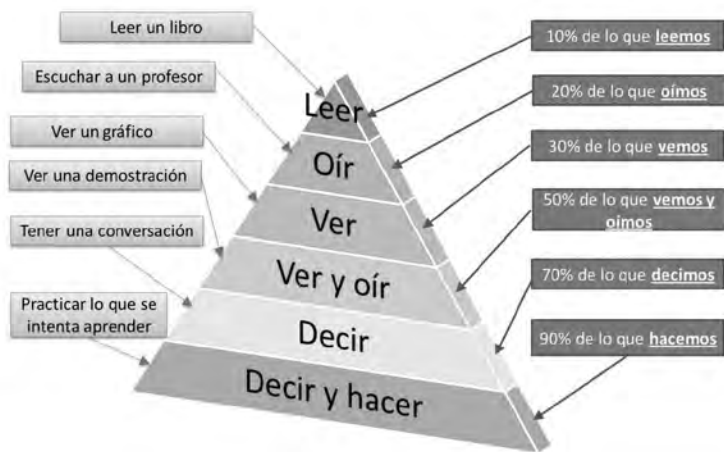 Leer un libro
Escuchar a un profesor
Ver un gráfico
Ver una demostración
Tener una conversación
Practicar lo que se
intenta aprender
Leer
Oír
Ver
Ver y oír
Decir
Decir y hacer
10% de lo que leemos
20% de lo que oímos
30% de lo que vemos
50% de lo que vemos y
oimos
70% de lo que decimos
90% de lo que hacemos